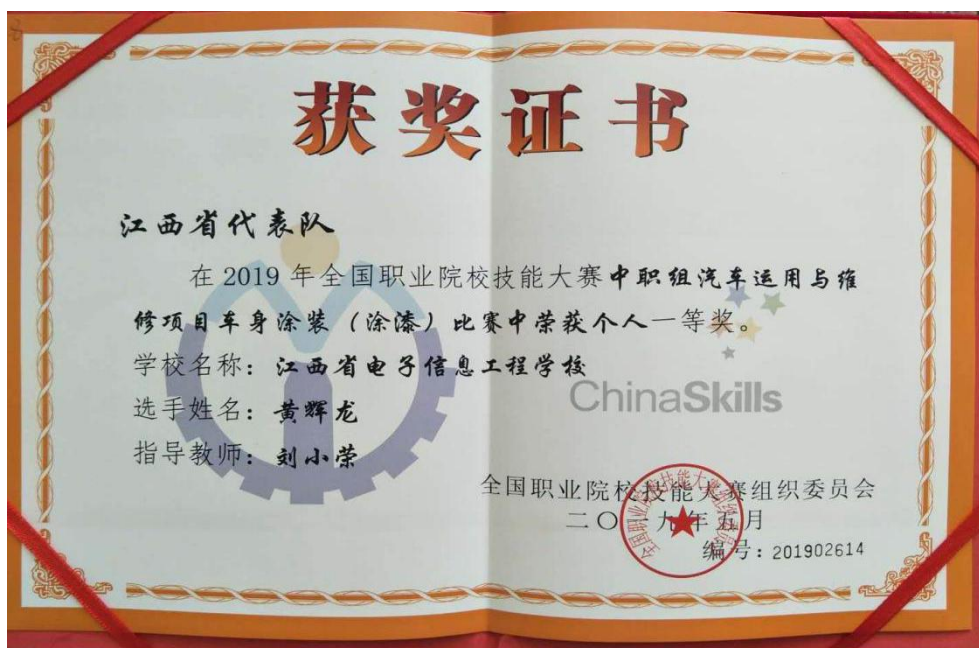 获奖证书
江西省代表队
在 2019 年全国职业院校技能大赛中职组汽车运用与维
修项目车身涂装（涂漆）比赛中荣获个人一等奖。
学校名称：江西省电子信息工程学校
ChinaSkills
选手姓名：黄辉龙
指导教师：刘小荣
全国职业院校技能大赛组织委员会
二〇一九年五月
编号：201902614